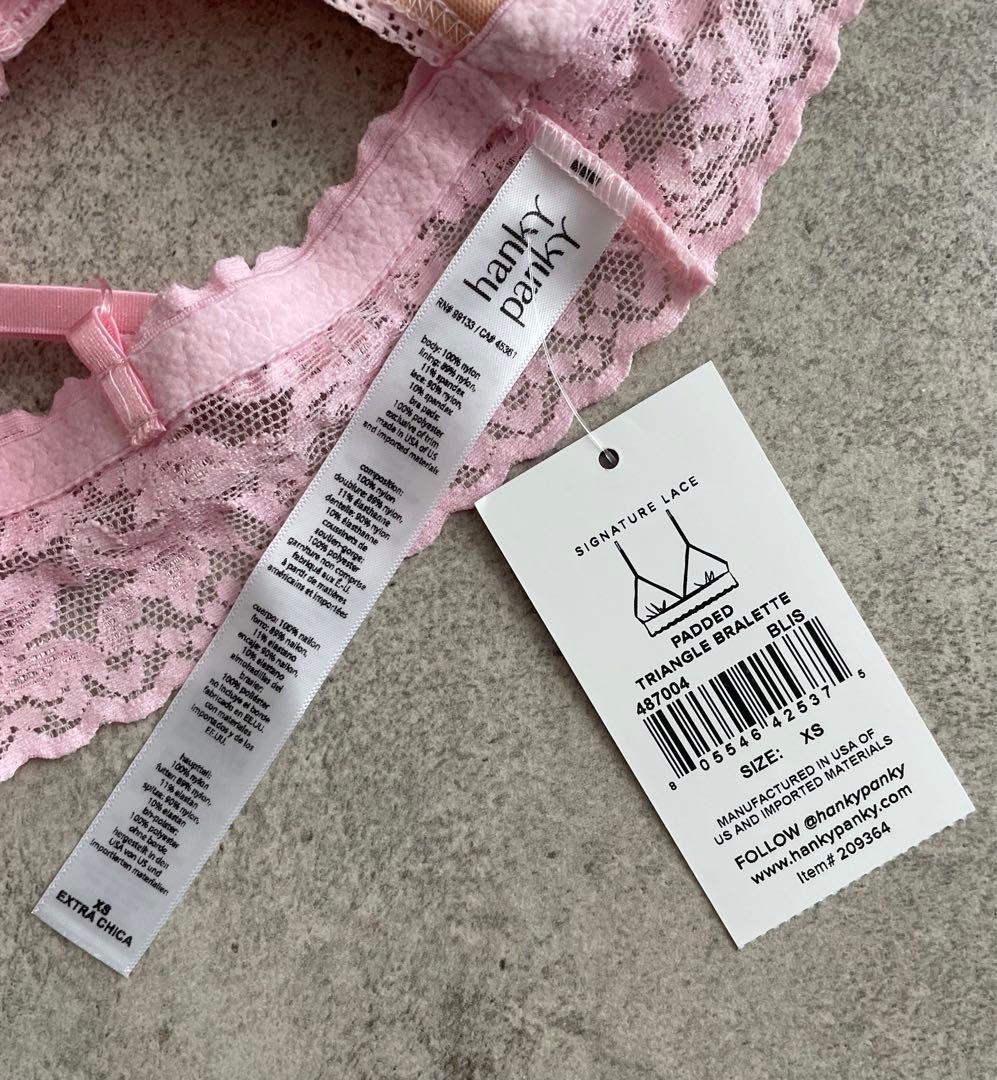 hanky
panky
RN# 99133 / CA# 45361
body: 100% nylon
lining: 89% nylon,
11% spandex
lace: 90% nylon,
10% spandex
bra pads:
100% polyester
exclusive of trim
made in USA of US
and imported materials
composition:
100% nylon
doublure: 89% nylon,
11% élasthanne
dentelle: 90% nylon
10% élasthanne
coussinets de
soutien-gorge:
100% polyester
garniture non comprise
fabriqué aux É.-U.
à partir de matières
américains et importées
cuerpo: 100% nailon
forro: 89% nailon,
11% elastano
encaje: 90% nailon,
10% elastano
almohadillas del
brasier:
100% poliéster
no incluye el borde
fabricado en EE.UU.
con materiales
importados y de los
EE.UU.
hauptteil:
100% nylon
futter: 89% nylon,
11% elastan
spitze: 90% nylon,
10% elastan
bh-polster:
100% polyester
ohne borde
hergestellt in den
USA von US und
importierten materialien
XS
EXTRA CHICA
SIGNATURE LACE
PADDED
TRIANGLE BRALETTE
487004 BLIS
8 05546 42537 5
SIZE: XS
MANUFACTURED IN USA OF
US AND IMPORTED MATERIALS
FOLLOW @hankypanky
www.hankypanky.com
Item# 209364